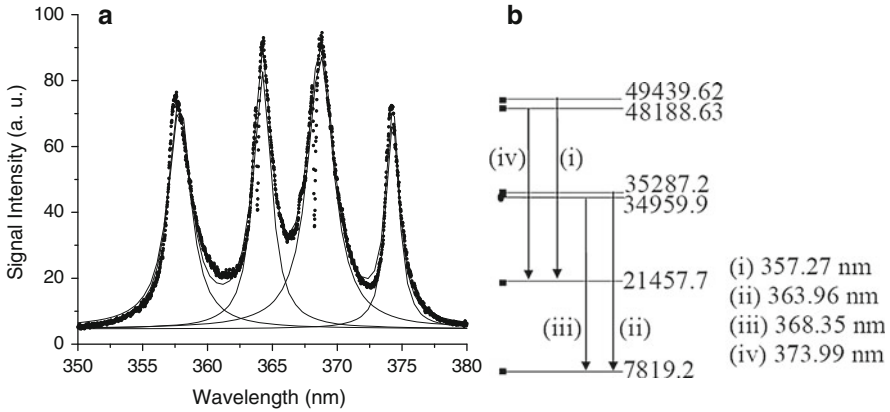 a
100
80
60
40
20
0
Signal Intensity (a. u.)
350 355 360 365 370 375 380
Wavelength (nm)
b
49439.62
48188.63
(iv) (i)
35287.2
34959.9
21457.7
(iii) (ii)
7819.2
(i) 357.27 nm
(ii) 363.96 nm
(iii) 368.35 nm
(iv) 373.99 nm